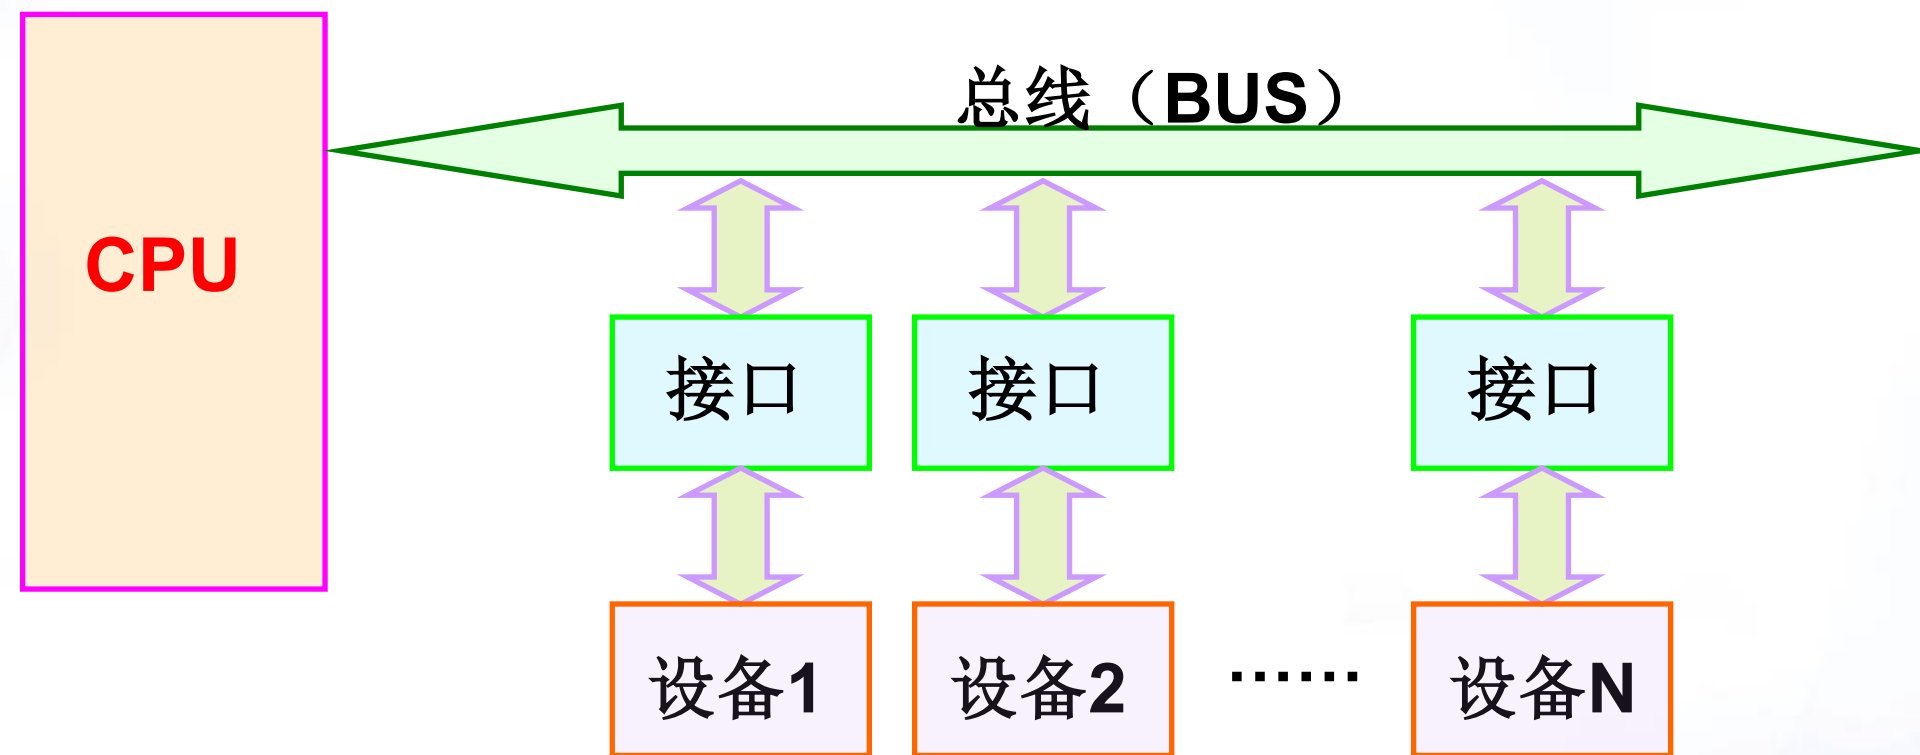 总线（BUS）
CPU
接口 接口 接口
设备1 设备2 ...... 设备N